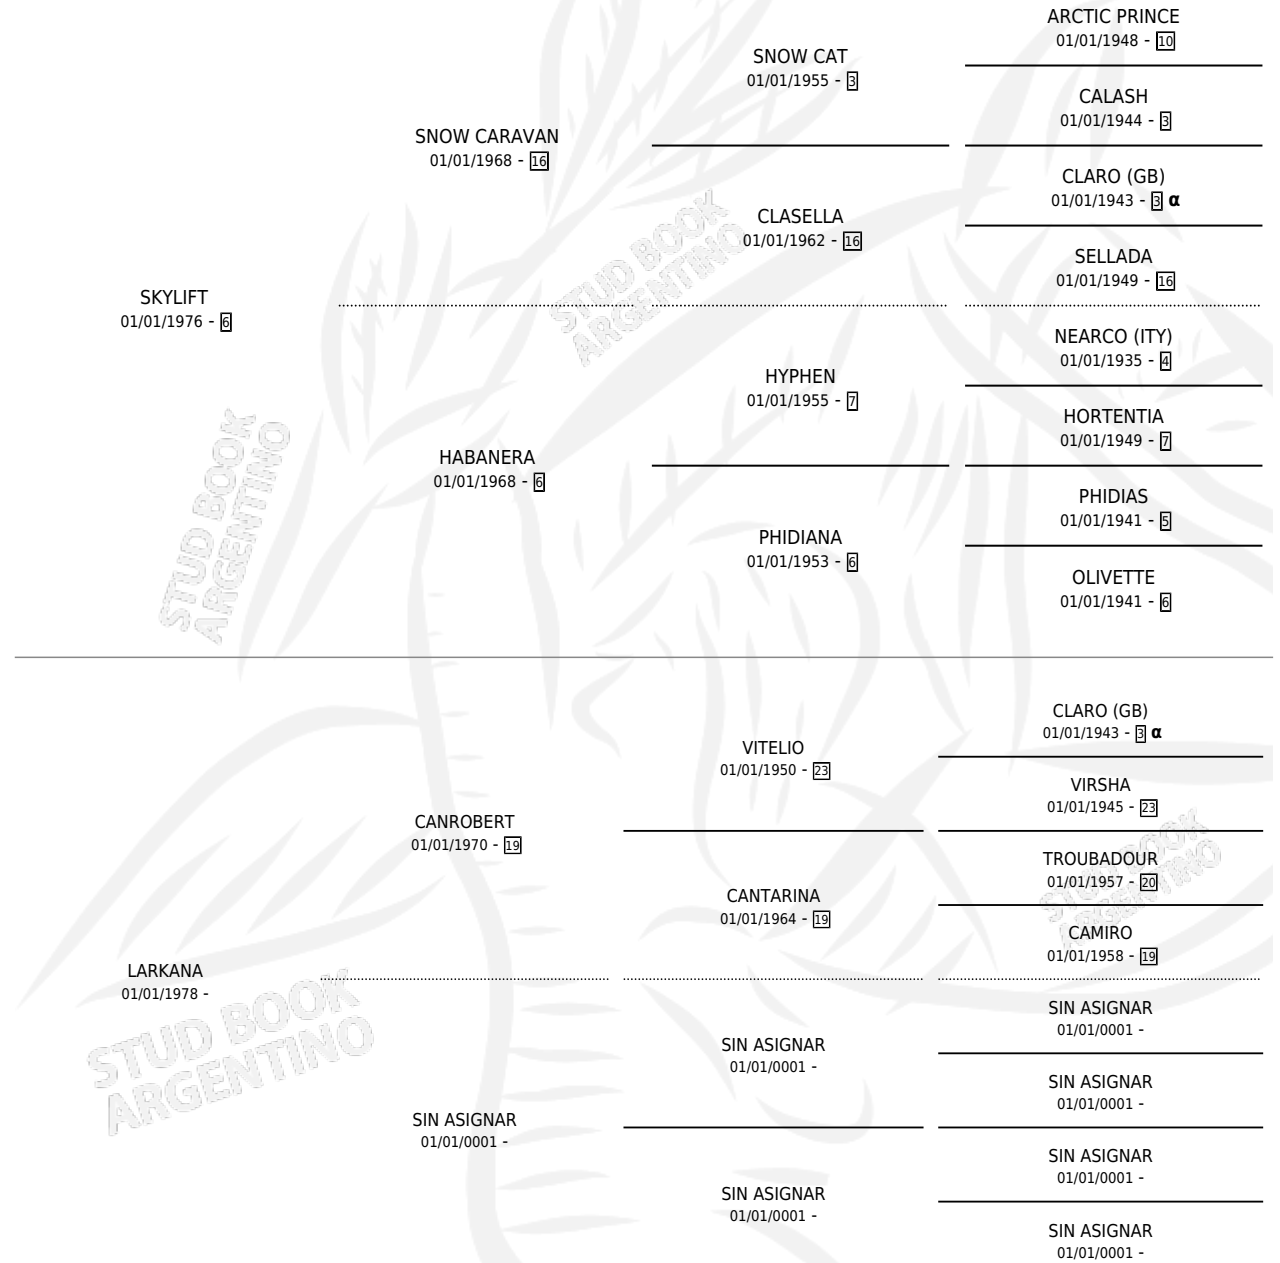 SKYLIFT
01/01/1976 - 6
SNOW CARAVAN
01/01/1968 - 16
SNOW CAT
01/01/1955 - 3
ARCTIC PRINCE
01/01/1948 - 10
CALASH
01/01/1944 - 3
CLASELLA
01/01/1962 - 16
CLARO (GB)
01/01/1943 - 3 α
SELLADA
01/01/1949 - 16
HABANERA
01/01/1968 - 6
HYPHEN
01/01/1955 - 7
NEARCO (ITY)
01/01/1935 - 4
HORTENTIA
01/01/1949 - 7
PHIDIANA
01/01/1953 - 6
PHIDIAS
01/01/1941 - 5
OLIVETTE
01/01/1941 - 6
STUD BOOK
ARGENTINO
STUD BOOK
ARGENTINO
LARKANA
01/01/1978 -
CANROBERT
01/01/1970 - 19
VITELIO
01/01/1950 - 23
CLARO (GB)
01/01/1943 - 3 α
VIRSHA
01/01/1945 - 23
CANTARINA
01/01/1964 - 19
TROUBADOUR
01/01/1957 - 20
CAMIRO
01/01/1958 - 19
SIN ASIGNAR
01/01/0001 -
SIN ASIGNAR
01/01/0001 -
SIN ASIGNAR
01/01/0001 -
SIN ASIGNAR
01/01/0001 -
SIN ASIGNAR
01/01/0001 -
SIN ASIGNAR
01/01/0001 -
SIN ASIGNAR
01/01/0001 -
STUD BOOK
ARGENTINO
STUD BOOK
ARGENTINO